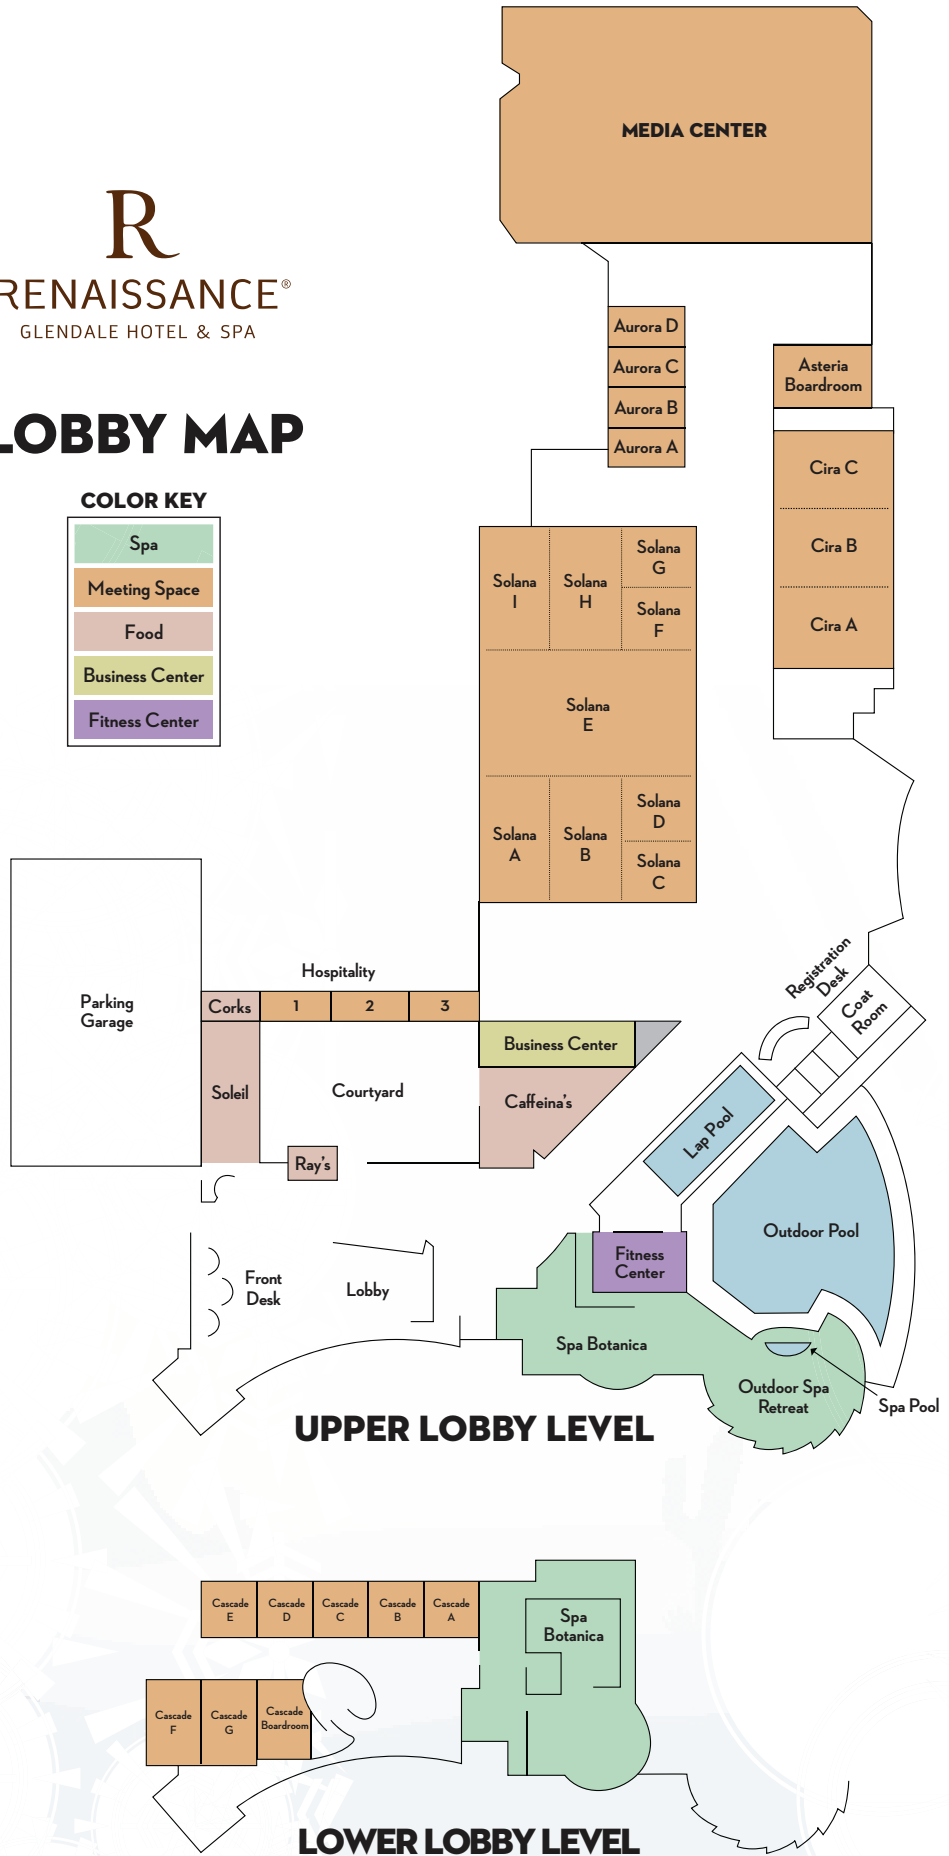 MEDIA CENTER
R
RENAISSANCE®
GLENDALE HOTEL & SPA
LOBBY MAP
COLOR KEY
Spa
Meeting Space
Food
Business Center
Fitness Center
Aurora D
Aurora C
Aurora B
Aurora A
Asteria
Boardroom
Cira C
Cira B
Cira A
Solana
I
Solana
H
Solana
G
Solana
F
Solana
E
Solana
A
Solana
B
Solana
D
Solana
C
Parking
Garage
Hospitality
Corks
1
2
3
Soleil
Courtyard
Ray's
Business Center
Caffeina's
Registration
Desk
Coat
Room
Lap Pool
Outdoor Pool
Fitness
Center
Front
Desk
Lobby
Spa Botanica
Outdoor Spa
Retreat
Spa Pool
UPPER LOBBY LEVEL
Cascade
E
Cascade
D
Cascade
C
Cascade
B
Cascade
A
Spa
Botanica
Cascade
F
Cascade
G
Cascade
Boardroom
LOWER LOBBY LEVEL